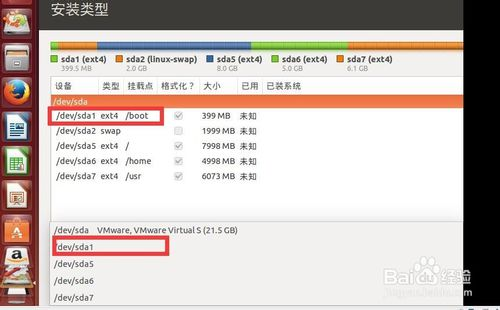 安装类型
sda1 (ext4) sda2 (linux-swap) sda5 (ext4) sda6 (ext4) sda7 (ext4)
399.5 MB 2.0 GB 8.0 GB 5.0 GB 6.1 GB
设备 类型 挂载点 格式化？ 大小 已用 已装系统
/dev/sda
/dev/sda1 ext4 /boot 399 MB 未知
/dev/sda2 swap 1999 MB 未知
/dev/sda5 ext4 / 7998 MB 未知
/dev/sda6 ext4 /home 4998 MB 未知
/dev/sda7 ext4 /usr 6073 MB 未知
/dev/sda VMware, VMware Virtual S (21.5 GB)
/dev/sda1
/dev/sda5
/dev/sda6
/dev/sda7
Baidu 经验
jingyan.baidu.com
a